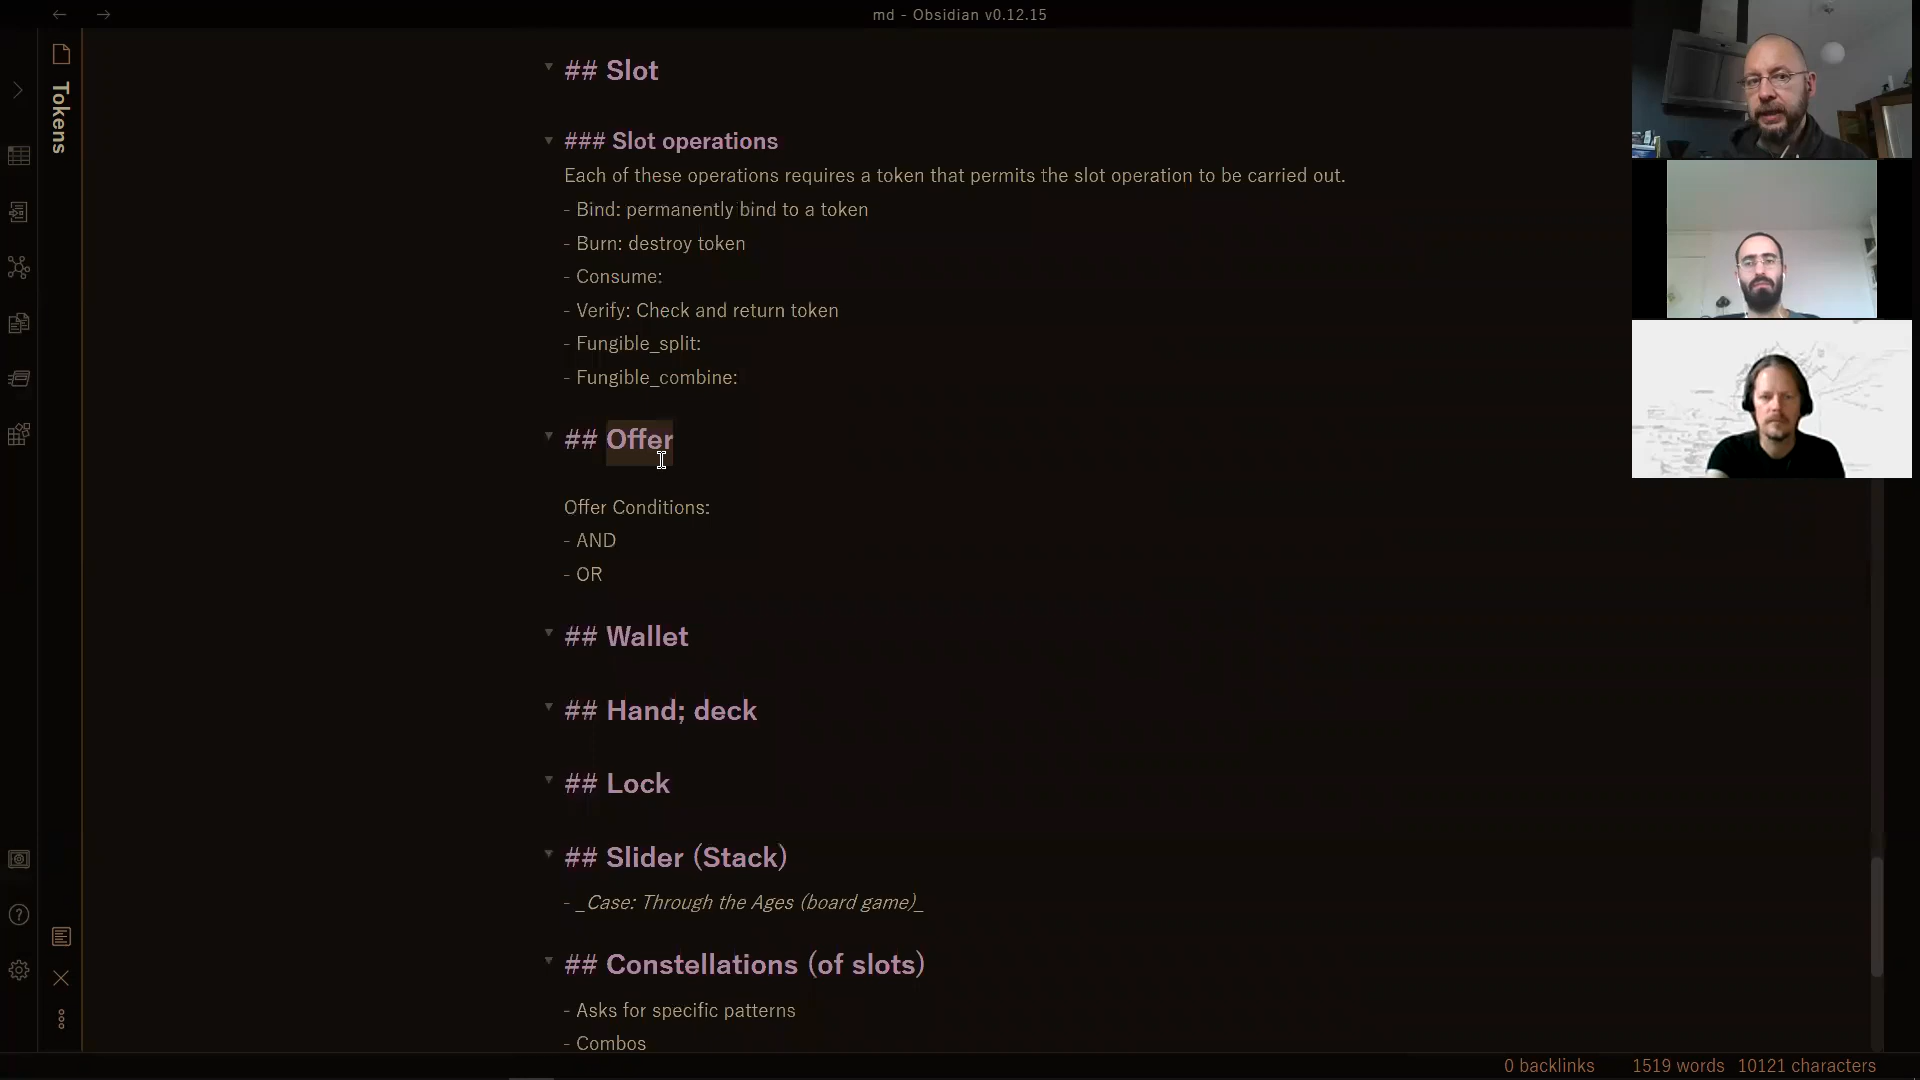 md - Obsidian v0.12.15
Tokens
## Slot
### Slot operations
Each of these operations requires a token that permits the slot operation to be carried out.
- Bind: permanently bind to a token
- Burn: destroy token
- Consume:
- Verify: Check and return token
- Fungible_split:
- Fungible_combine:
## Offer
Offer Conditions:
- AND
- OR
## Wallet
## Hand; deck
## Lock
## Slider (Stack)
- _Case: Through the Ages (board game)_
## Constellations (of slots)
- Asks for specific patterns
- Combos
0 backlinks 1519 words 10121 characters